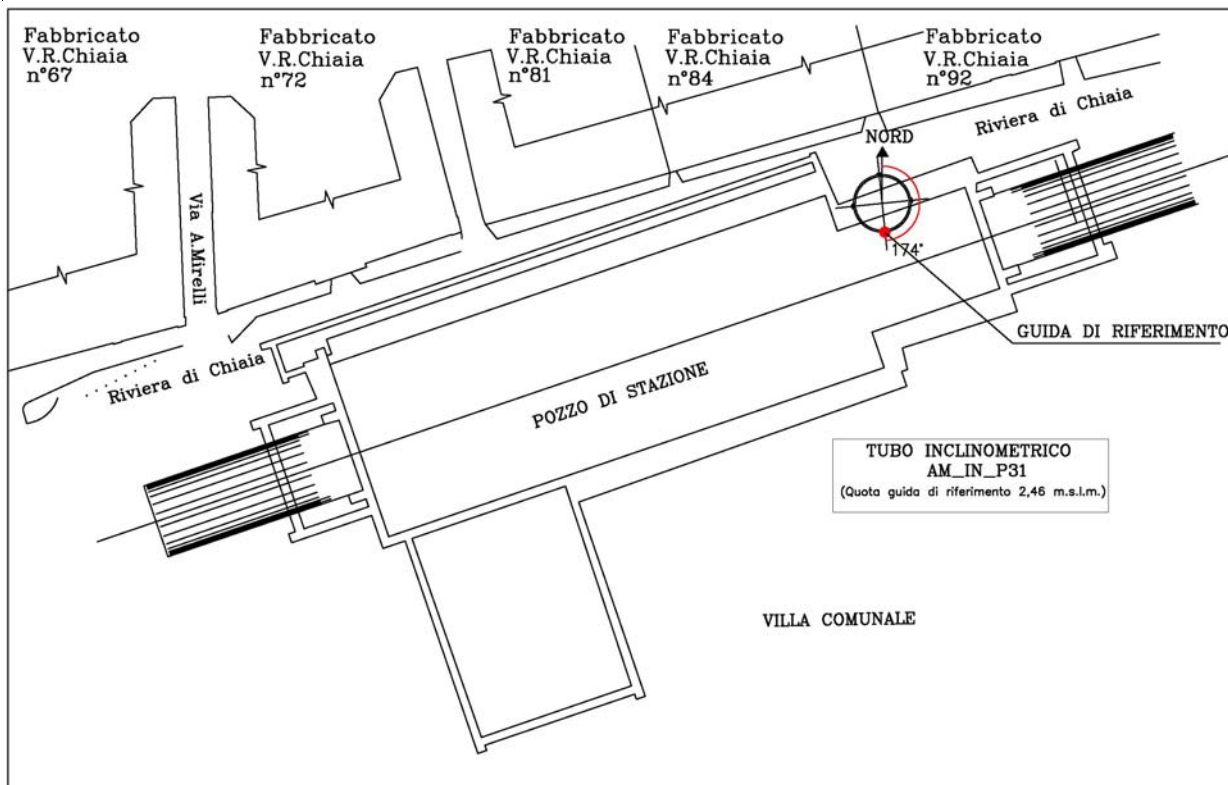 Fabbricato
V.R.Chiaia
n°67
Fabbricato
V.R.Chiaia
n°72
Fabbricato
V.R.Chiaia
n°81
Fabbricato
V.R.Chiaia
n°84
Fabbricato
V.R.Chiaia
n°92
Riviera di Chiaia
NORD
Via A.Mirelli
174°
GUIDA DI RIFERIMENTO
Riviera di Chiaia
POZZO DI STAZIONE
TUBO INCLINOMETRICO
AM_IN_P31
(Quota guida di riferimento 2,46 m.s.l.m.)
VILLA COMUNALE